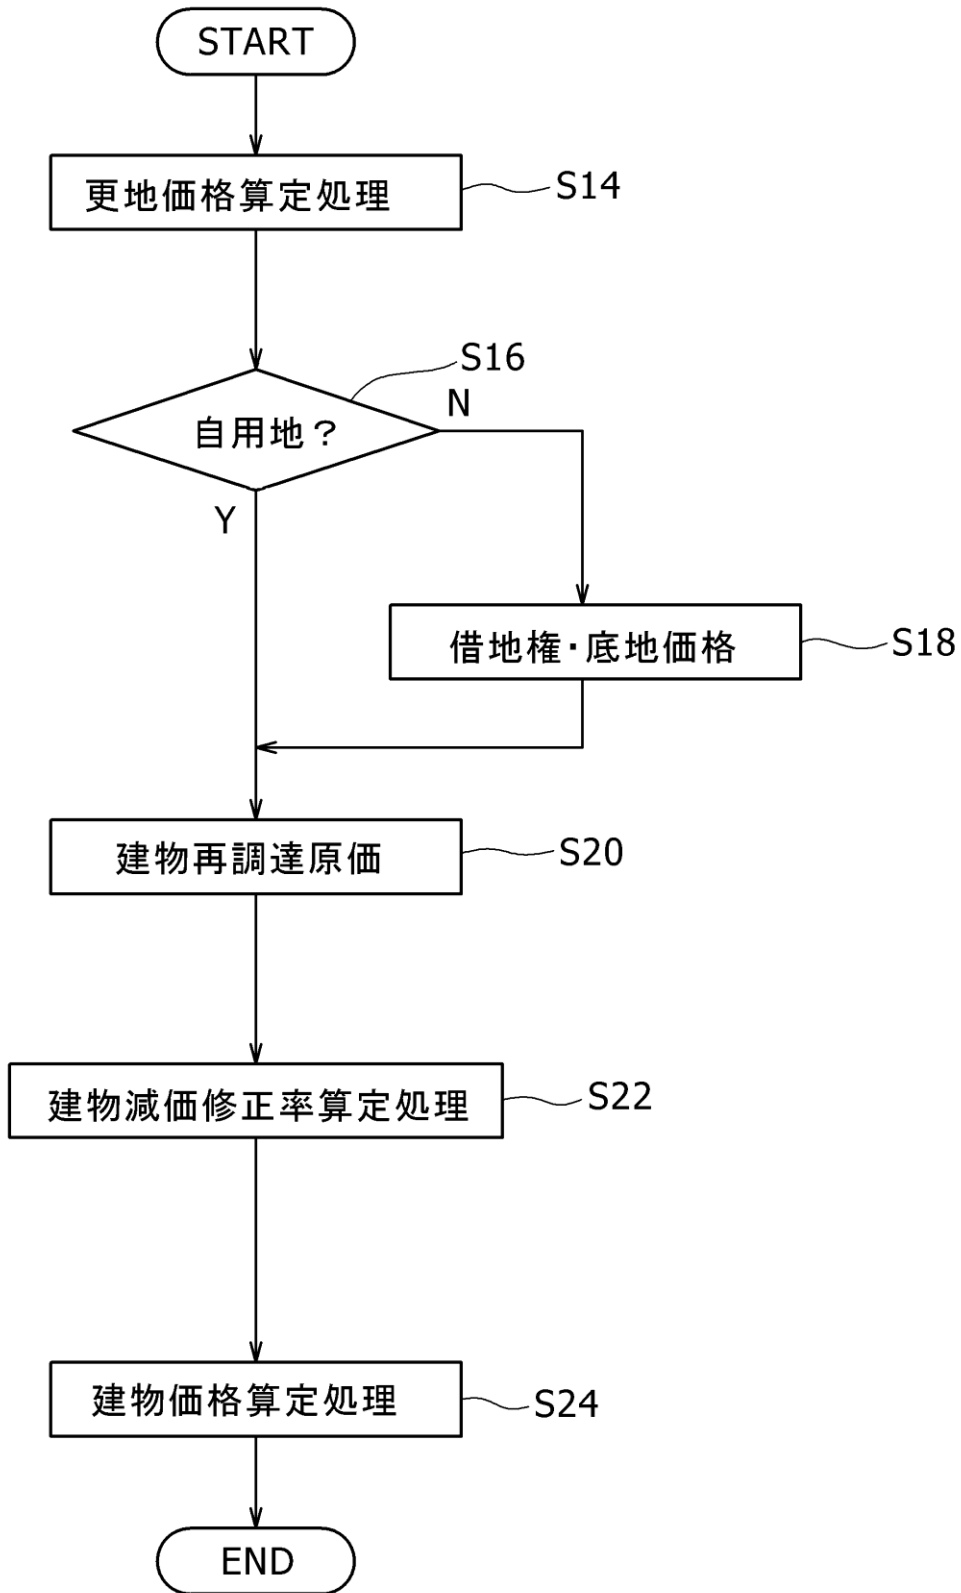 START
更地価格算定処理
S14
S16
自用地？
N
Y
借地権・底地価格
S18
建物再調達原価
S20
建物減価修正率算定処理
S22
建物価格算定処理
S24
END